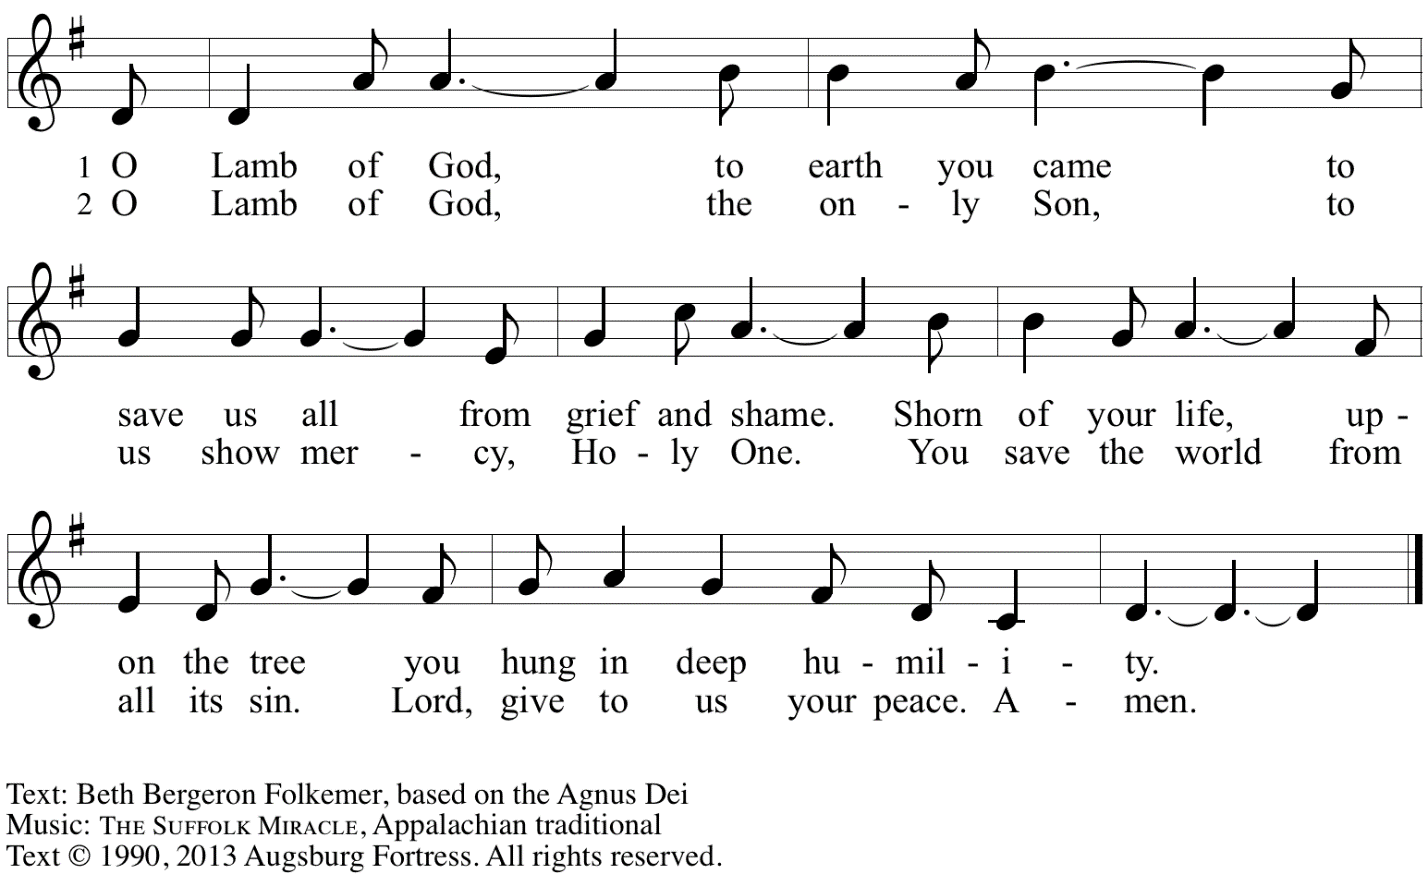 1 O Lamb of God, to earth you came to
2 O Lamb of God, the on - ly Son, to
save us all from grief and shame. Shorn of your life, up -
us show mer - cy, Ho - ly One. You save the world from
on the tree you hung in deep hu - mil - i - ty.
all its sin. Lord, give to us your peace. A - men.
Text: Beth Bergeron Folkemer, based on the Agnus Dei
Music: THE SUFFOLK MIRACLE, Appalachian traditional
Text © 1990, 2013 Augsburg Fortress. All rights reserved.